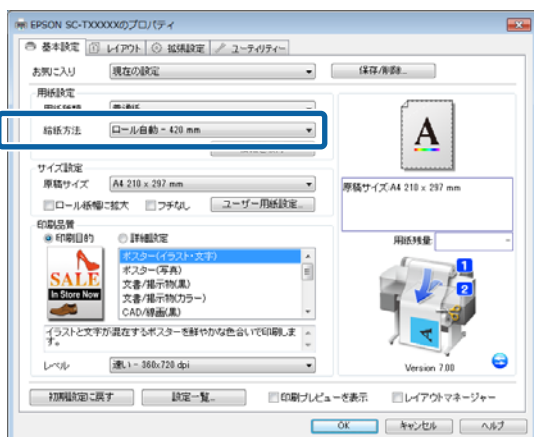 EPSON SC-TXXXXXのプロパティ
基本設定 レイアウト 拡張設定 ユーティリティー
お気に入り 現在の設定 保存/削除...
用紙設定
用紙種類 普通紙
給紙方法 ロール自動 - 420 mm
サイズ設定
原稿サイズ A4 210 x 297 mm
ロール紙幅に拡大 フチなし ユーザー用紙設定...
印刷品質
印刷目的 詳細設定
SALE
In Store Now
ポスター(イラスト・文字)
ポスター(写真)
文書/掲示物(黒)
文書/掲示物(カラー)
CAD/線画(黒)
イラストと文字が混在するポスターを鮮やかな色合いで印刷しま
す。
レベル 速い - 360x720 dpi
A
原稿サイズ:A4 210 x 297 mm
用紙残量 -
1
2
A
Version 7.00
初期設定に戻す 設定一覧... 印刷プレビューを表示 レイアウトマネージャー
OK キャンセル ヘルプ